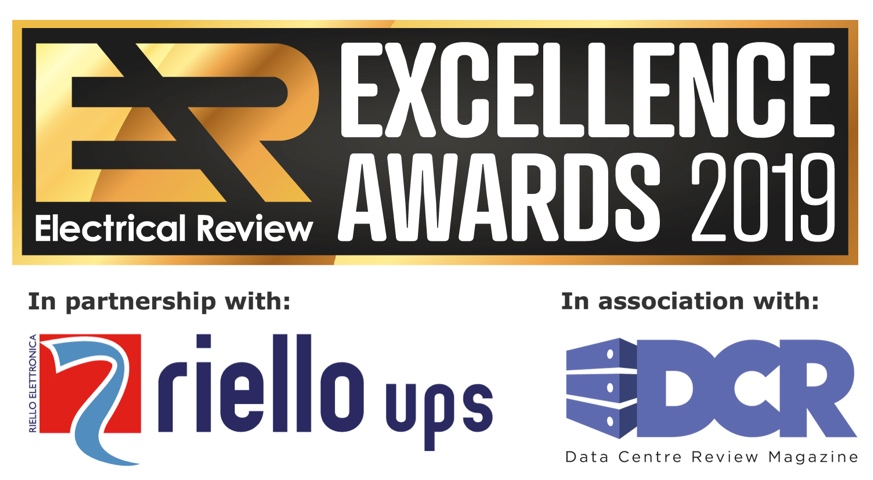 ER
EXCELLENCE
AWARDS 2019
Electrical Review
In partnership with:
In association with:
RIELLO ELETTRONICA
riello ups
DCR
Data Centre Review Magazine